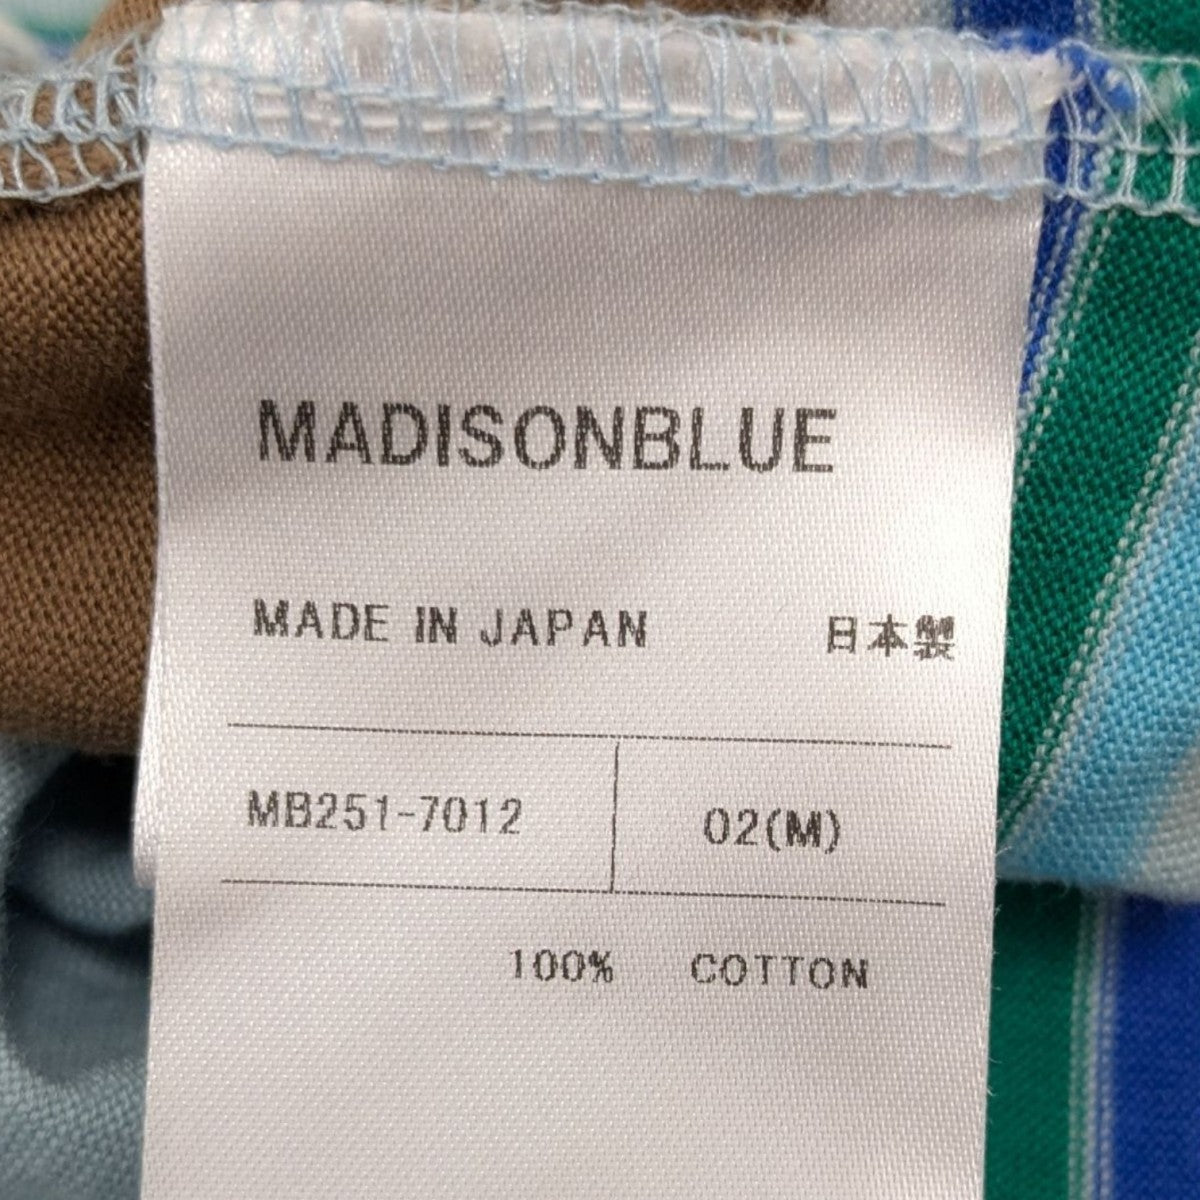 MADISONBLUE
MADE IN JAPAN 日本製
MB251-7012 02(M)
100% COTTON